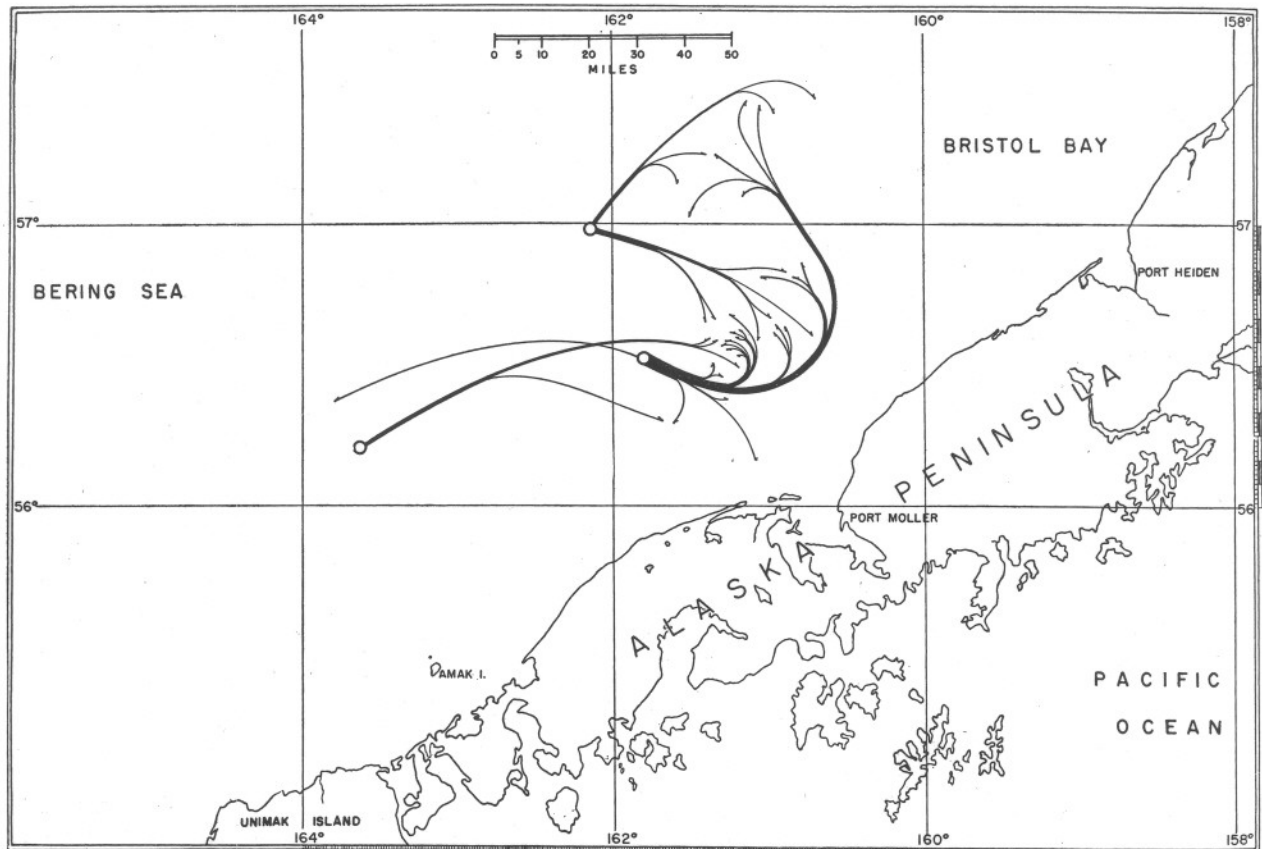 164° 162° 160° 158°
0 5 10 20 30 40 50
MILES
BRISTOL BAY
57° 57
PORT HEIDEN
BERING SEA
PENINSULA
56° 56
PORT MOLLER
ALASKA
AMAK I.
PACIFIC
OCEAN
UNIMAK ISLAND
164° 162° 160° 158°